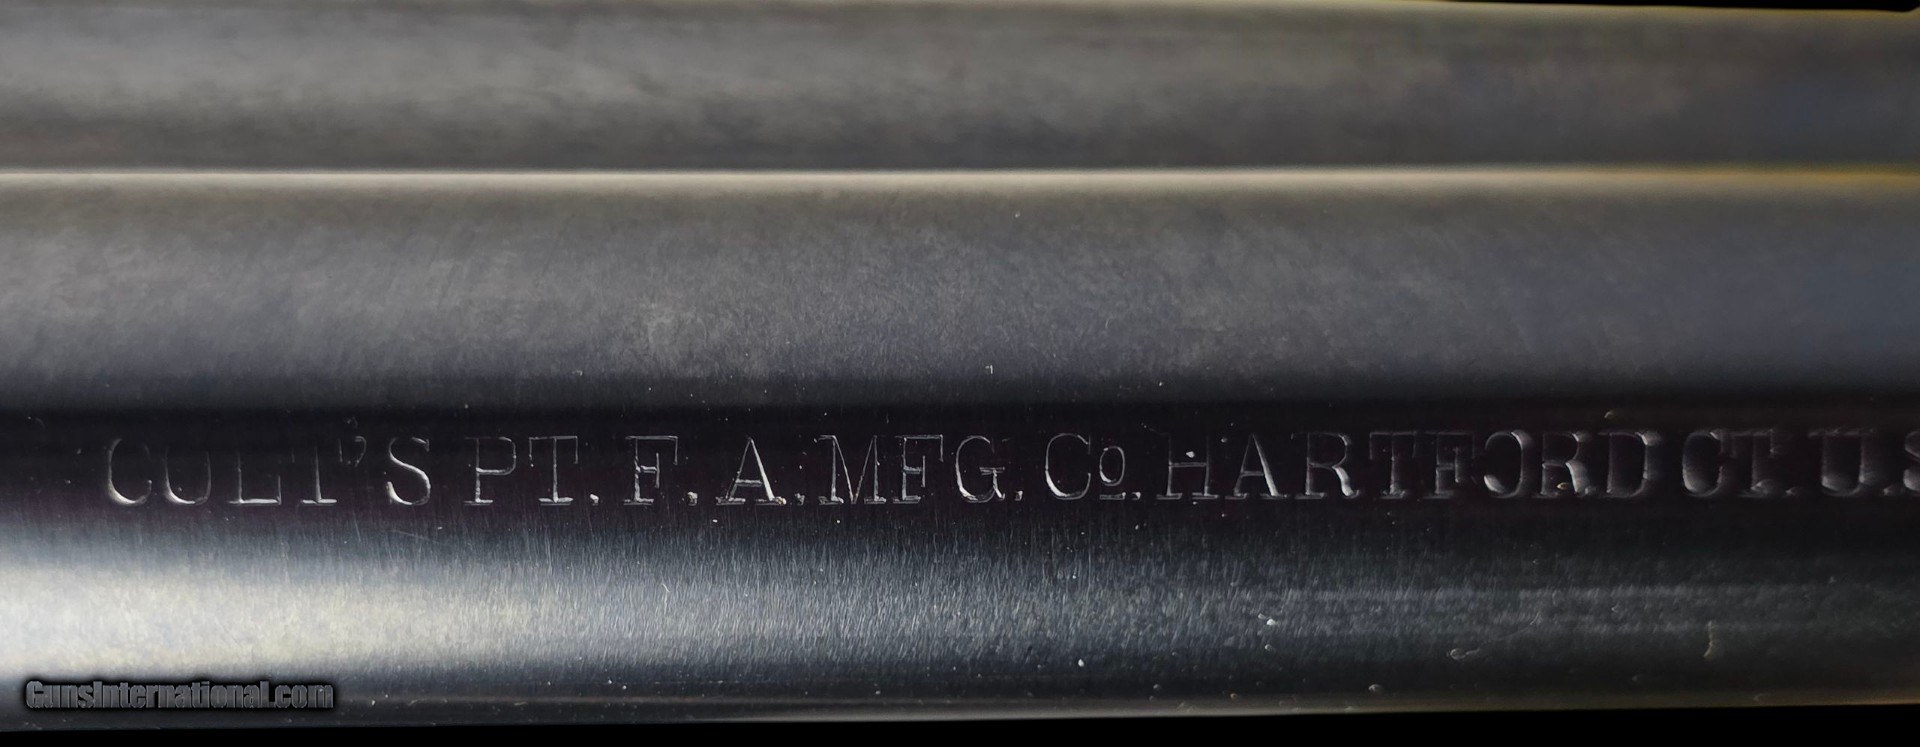 COLT'S PT. F. A. MFG. Co. HARTFORD CT. U.S
GunsInternational.com